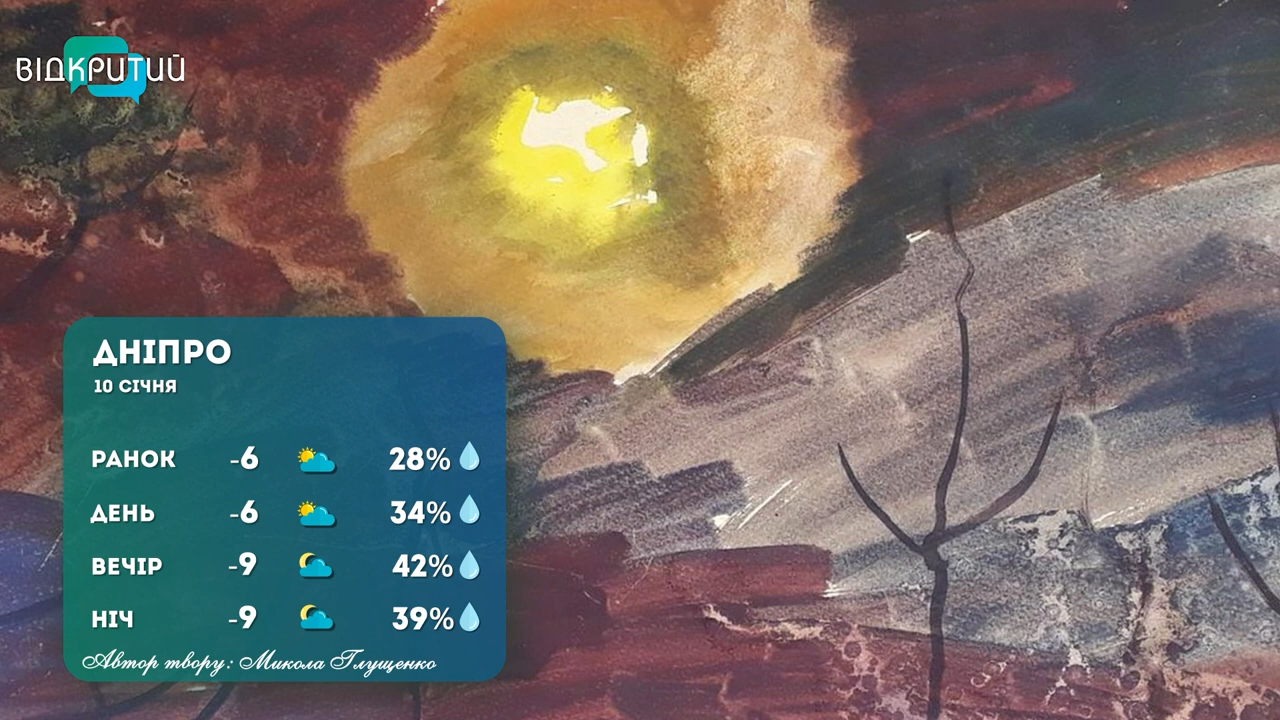 ВІДКРИТИЙ
ДНІПРО
10 СІЧНЯ
РАНОК -6 28%
ДЕНЬ -6 34%
ВЕЧІР -9 42%
НІЧ -9 39%
Автор твору: Микола Глущенко